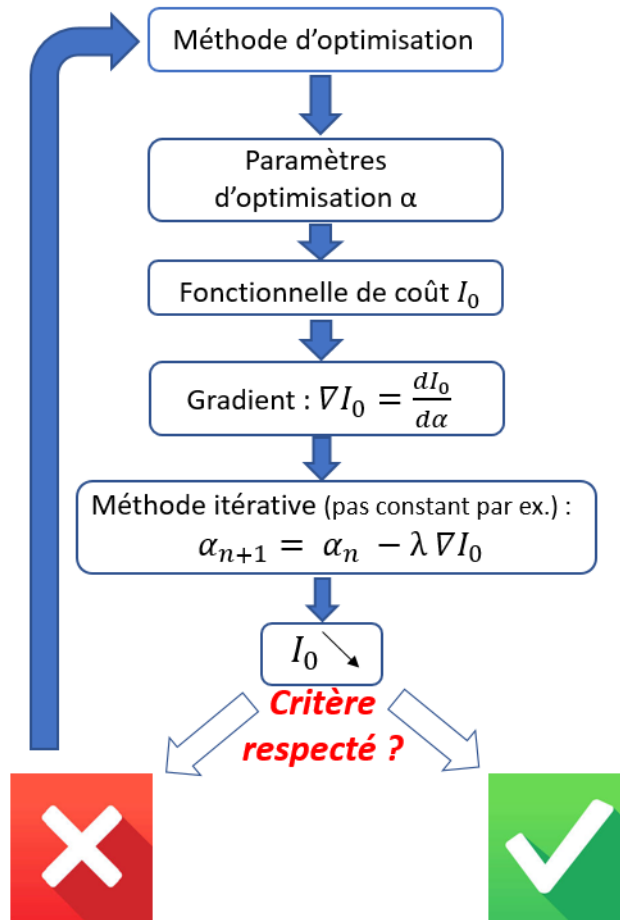 Méthode d'optimisation
Paramètres
d'optimisation α
Fonctionnelle de coût I₀
Gradient : ∇I₀ = dI₀/dα
Méthode itérative (pas constant par ex.) :
αₙ₊₁ = αₙ − λ ∇I₀
I₀ ↘
Critère
respecté ?